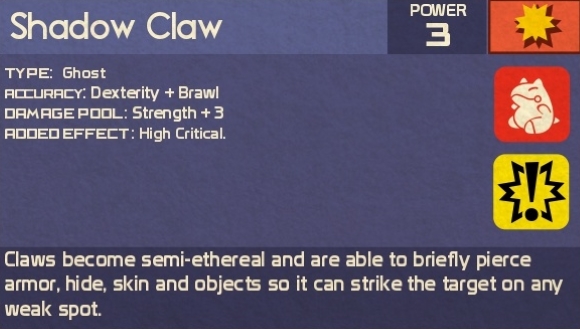 Shadow Claw
POWER
3
TYPE: Ghost
ACCURACY: Dexterity + Brawl
DAMAGE POOL: Strength + 3
ADDED EFFECT: High Critical.
Claws become semi-ethereal and are able to briefly pierce
armor, hide, skin and objects so it can strike the target on any
weak spot.